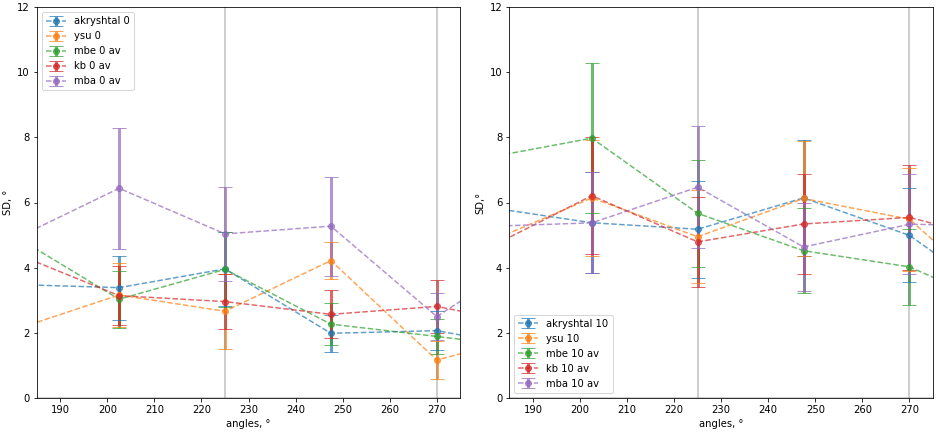 12
10
8
6
4
2
0
SD, °
akryshtal 0
ysu 0
mbe 0 av
kb 0 av
mba 0 av
190 200 210 220 230 240 250 260 270
angles, °
12
10
8
6
4
2
0
SD,°
akryshtal 10
ysu 10
mbe 10 av
kb 10 av
mba 10 av
190 200 210 220 230 240 250 260 270
angles, °